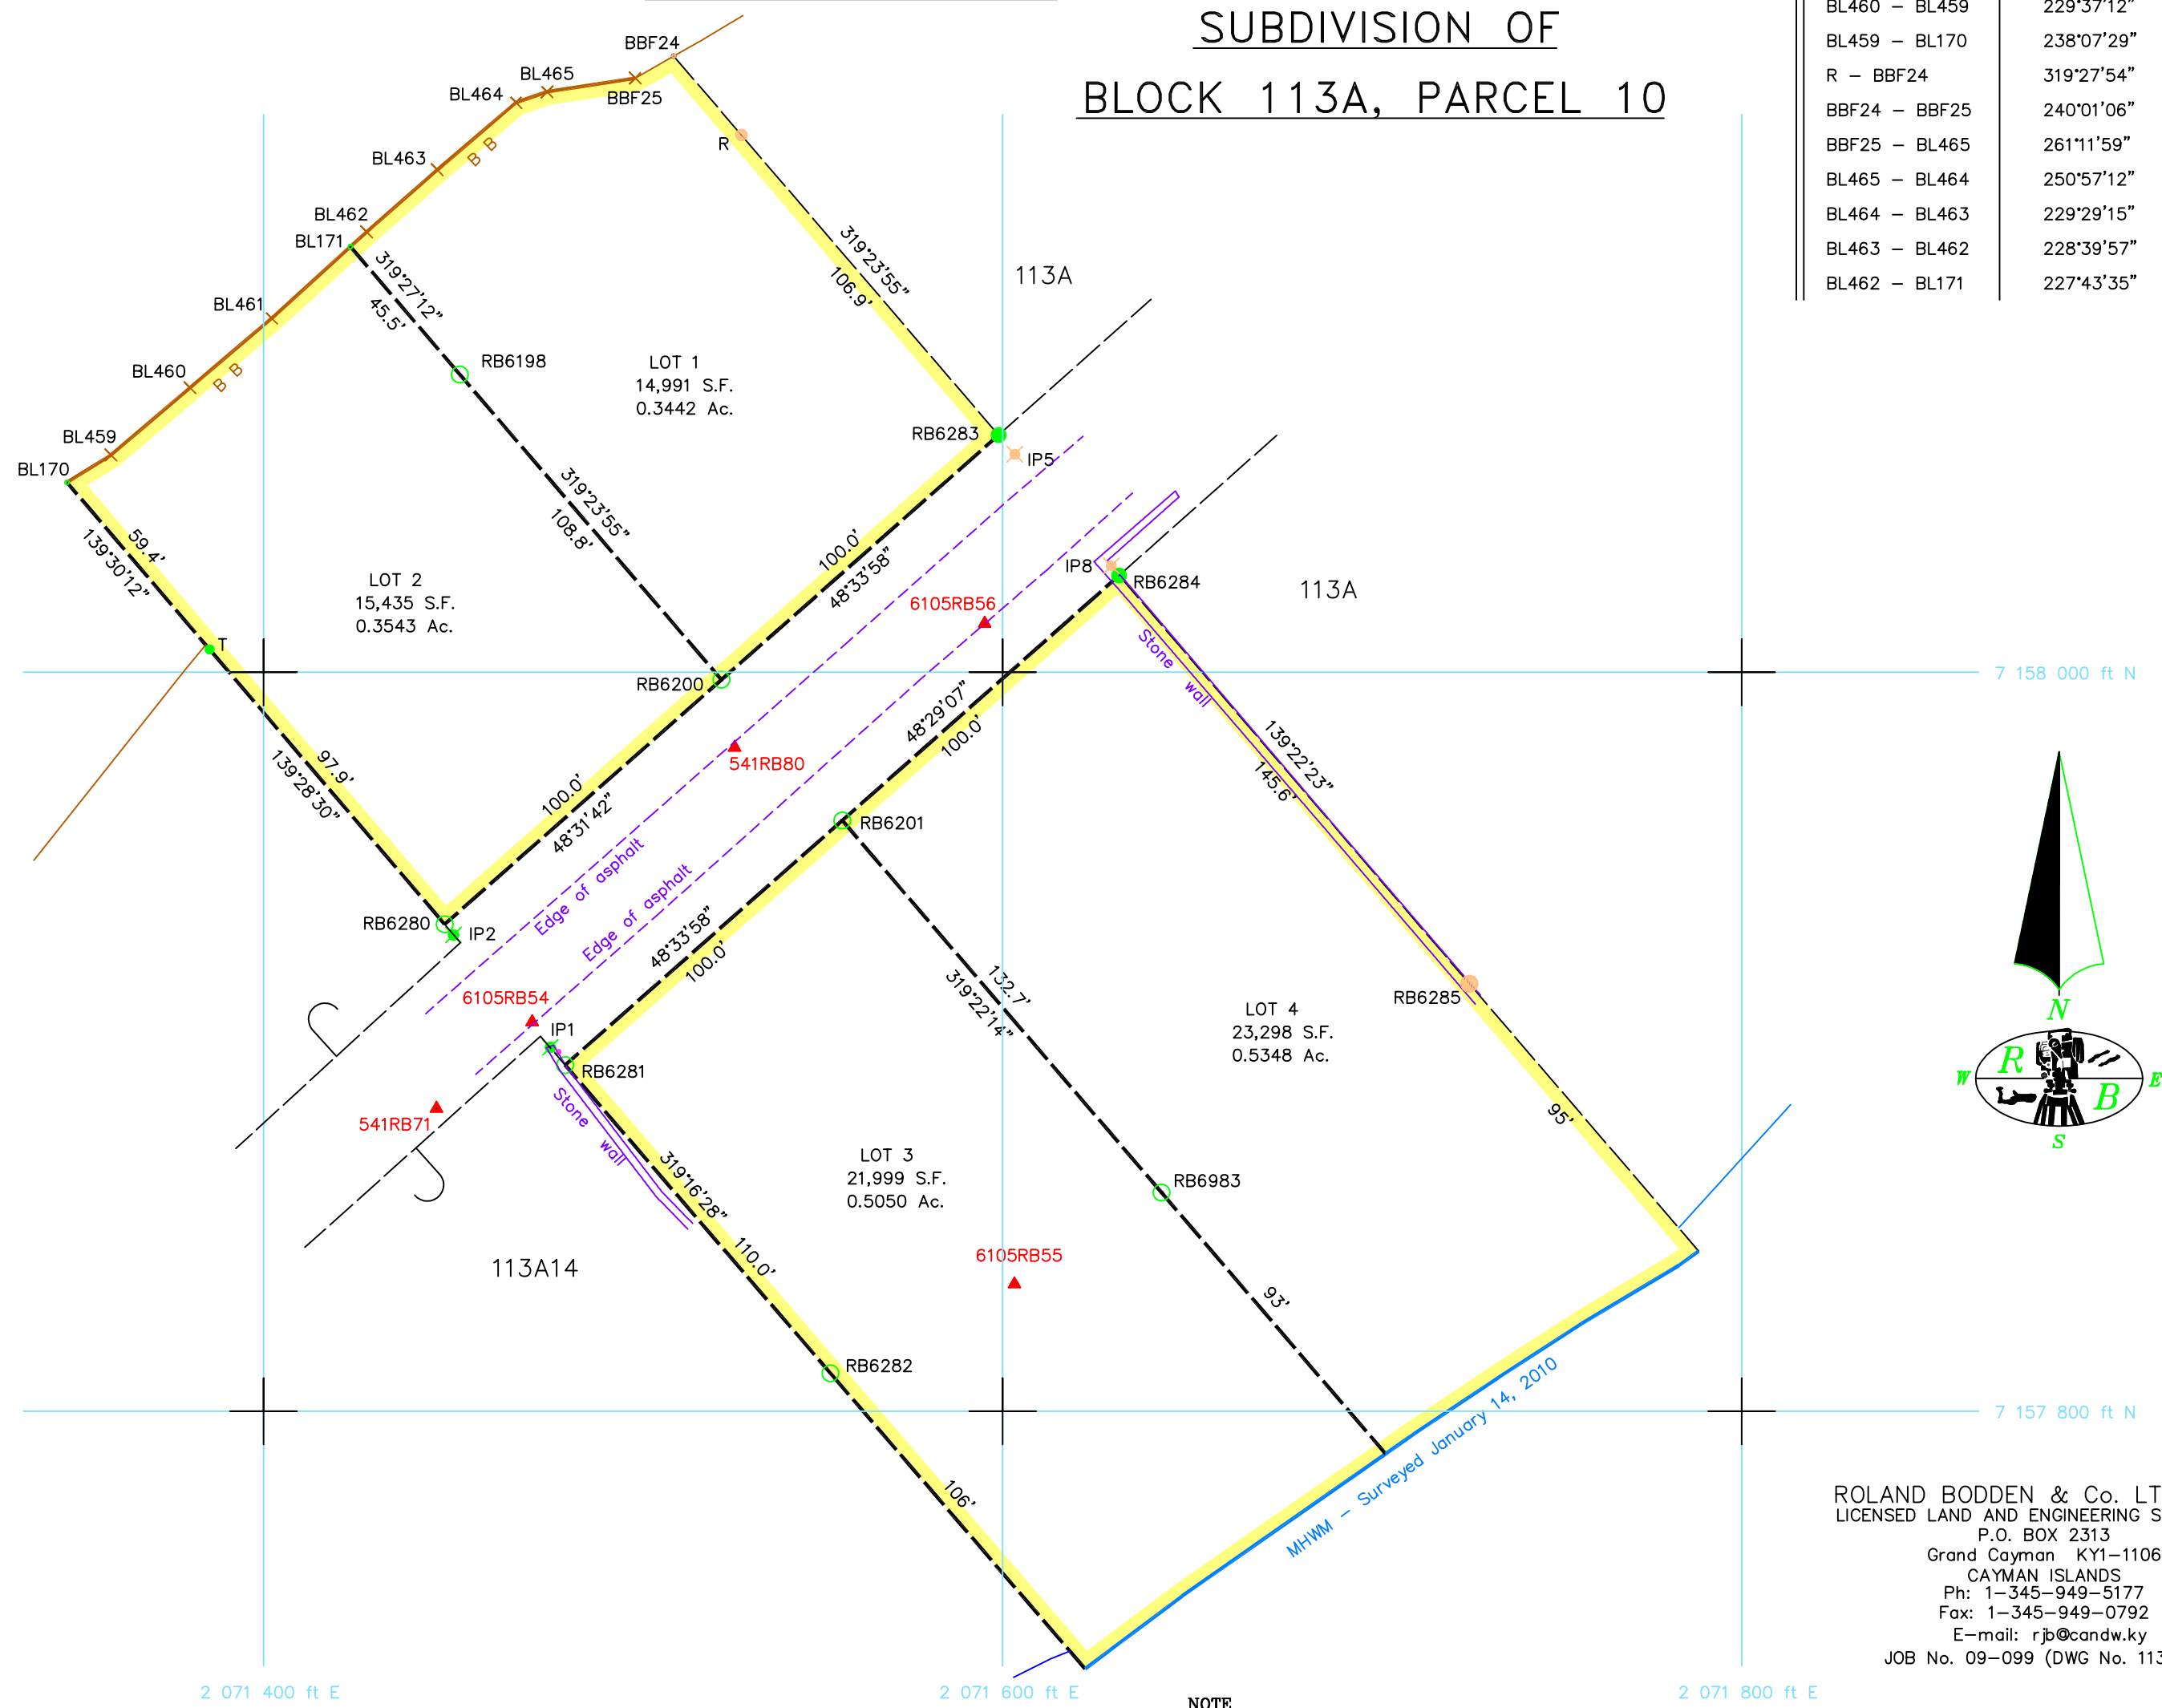 SUBDIVISION OF
BLOCK 113A, PARCEL 10
BL460 – BL459 229°37'12"
BL459 – BL170 238°07'29"
R – BBF24 319°27'54"
BBF24 – BBF25 240°01'06"
BBF25 – BL465 261°11'59"
BL465 – BL464 250°57'12"
BL464 – BL463 229°29'15"
BL463 – BL462 228°39'57"
BL462 – BL171 227°43'35"
BBF24
BL465
BBF25
BL464
R
BL463
B B
BL462
BL171
319°27'12"
45.5'
319°23'55"
106.9'
113A
BL461
BL460
B B
RB6198
LOT 1
14,991 S.F.
0.3442 Ac.
BL459
BL170
RB6283
IP5
319°23'55"
108.8'
59.4'
139°30'12"
100.0'
48°33'58"
LOT 2
15,435 S.F.
0.3543 Ac.
IP8
RB6284
113A
6105RB56
T
Stone wall
RB6200
7 158 000 ft N
48°29'07"
100.0'
541RB80
97.9'
139°28'30"
100.0'
48°31'42"
139°22'23"
145.6'
RB6201
Edge of asphalt
Edge of asphalt
RB6280
IP2
48°33'58"
100.0'
6105RB54
IP1
132.7'
319°22'14"
RB6285
LOT 4
23,298 S.F.
0.5348 Ac.
N
R
W
E
B
S
RB6281
Stone wall
541RB71
95'
LOT 3
21,999 S.F.
0.5050 Ac.
RB6983
319°16'28"
110.0'
113A14
6105RB55
93'
RB6282
MHWM – Surveyed January 14, 2010
7 157 800 ft N
106'
ROLAND BODDEN & Co. LT
LICENSED LAND AND ENGINEERING S
P.O. BOX 2313
Grand Cayman KY1–1106
CAYMAN ISLANDS
Ph: 1–345–949–5177
Fax: 1–345–949–0792
E–mail: rjb@candw.ky
JOB No. 09–099 (DWG No. 113
2 071 400 ft E
2 071 600 ft E
2 071 800 ft E
NOTE